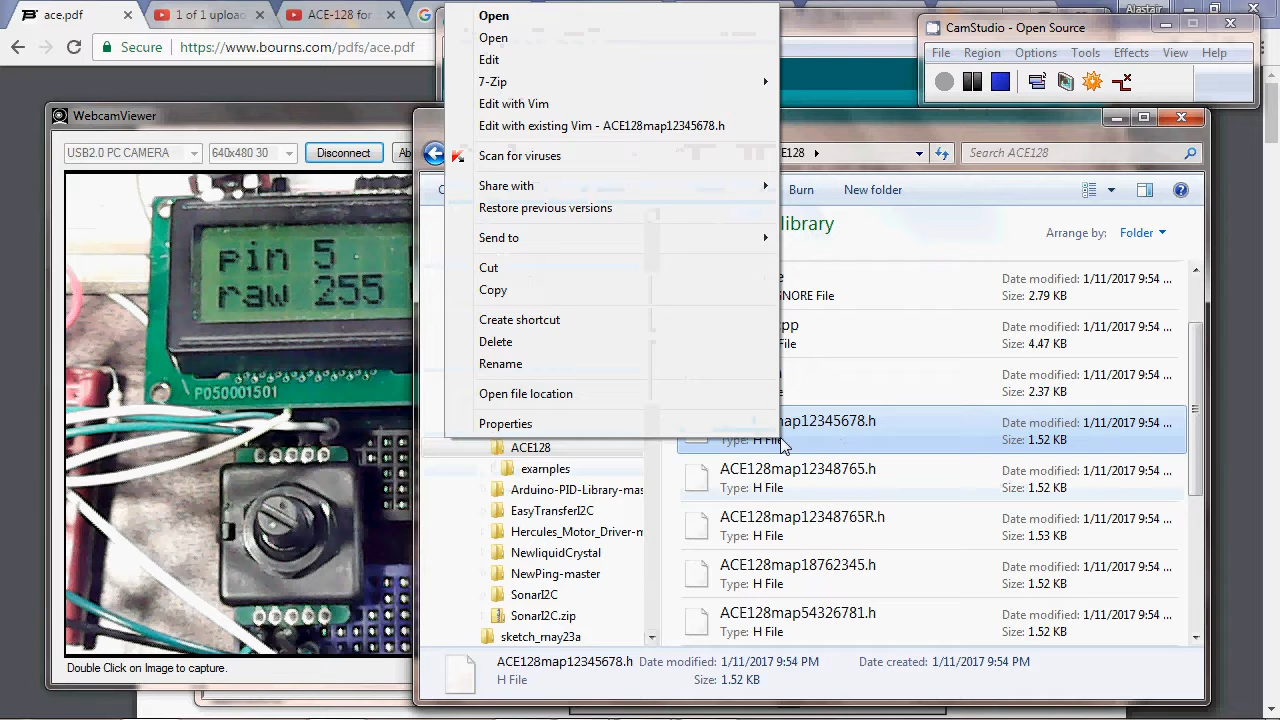 ace.pdf
1 of 1 uploa
ACE-128 for
Alastair
Secure
https://www.bourns.com/pdfs/ace.pdf
CamStudio - Open Source
File Region Options Tools Effects View Help
WebcamViewer
USB2.0 PC CAMERA
640x480 30
Disconnect
Ab
pin 5
raw 255
P050001501
Double Click on Image to capture.
Open
Open
Edit
7-Zip
Edit with Vim
Edit with existing Vim - ACE128map12345678.h
Scan for viruses
Share with
Restore previous versions
Send to
Cut
Copy
Create shortcut
Delete
Rename
Open file location
Properties
E128
Search ACE128
Burn
New folder
library
Arrange by: Folder
Date modified: 1/11/2017 9:54 ...
NORE File
Size: 2.79 KB
pp
Date modified: 1/11/2017 9:54 ...
File
Size: 4.47 KB
Date modified: 1/11/2017 9:54 ...
Size: 2.37 KB
map12345678.h
Date modified: 1/11/2017 9:54 ...
Type: H File
Size: 1.52 KB
ACE128map12348765.h
Date modified: 1/11/2017 9:54 ...
Type: H File
Size: 1.52 KB
ACE128map12348765R.h
Date modified: 1/11/2017 9:54 ...
Type: H File
Size: 1.53 KB
ACE128map18762345.h
Date modified: 1/11/2017 9:54 ...
Type: H File
Size: 1.52 KB
ACE128map54326781.h
Date modified: 1/11/2017 9:54 ...
Type: H File
Size: 1.52 KB
ACE128
examples
Arduino-PID-Library-mas
EasyTransferI2C
Hercules_Motor_Driver-m
NewliquidCrystal
NewPing-master
SonarI2C
SonarI2C.zip
sketch_may23a
ACE128map12345678.h Date modified: 1/11/2017 9:54 PM Date created: 1/11/2017 9:54 PM
H File Size: 1.52 KB